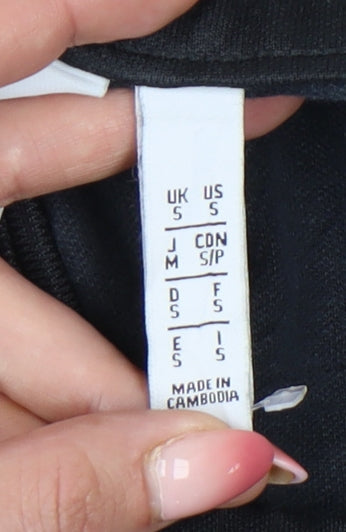 UK US
S S
J CDN
M S/P
D F
S S
E I
S S
MADE IN
CAMBODIA